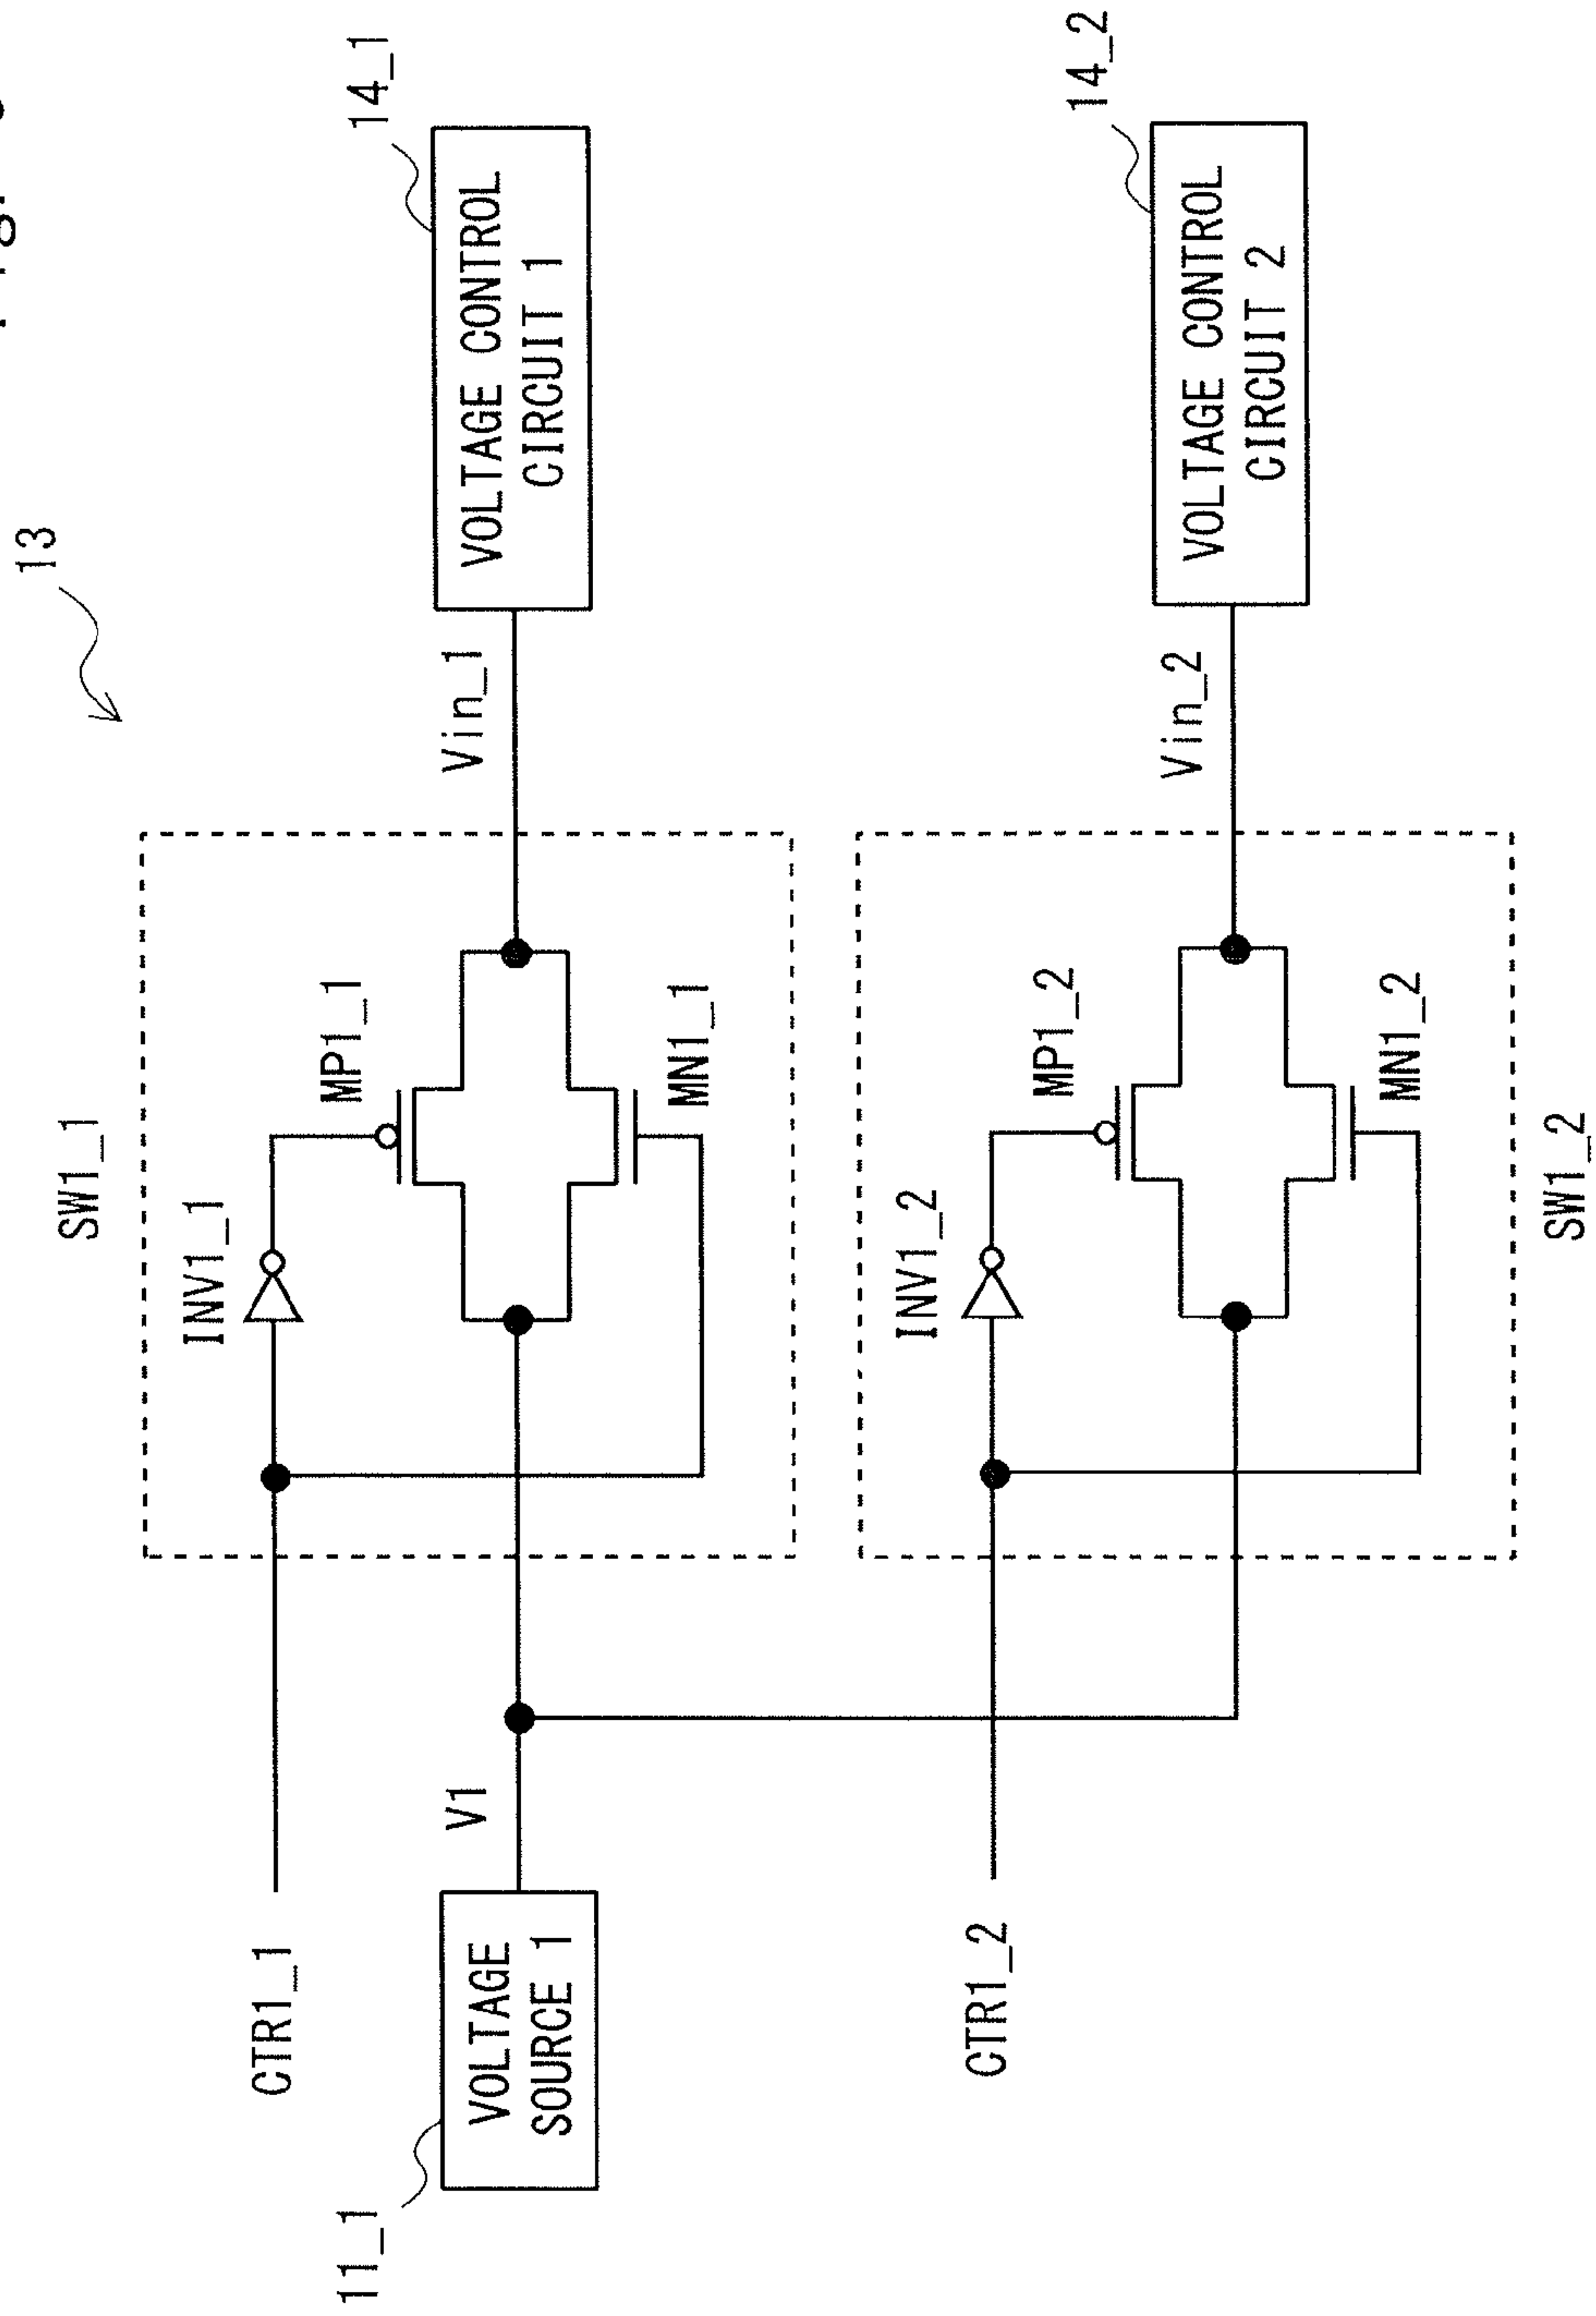 13
SW1_1
INV1_1
MP1_1
MN1_1
CTR1_1
V1
Vin_1
11_1
VOLTAGE
SOURCE 1
14_1
VOLTAGE CONTROL
CIRCUIT 1
INV1_2
MP1_2
MN1_2
CTR1_2
Vin_2
14_2
VOLTAGE CONTROL
CIRCUIT 2
SW1_2